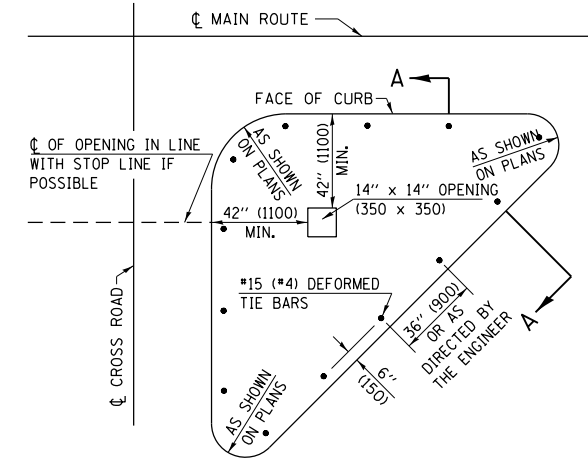 ℄ MAIN ROUTE
A
FACE OF CURB
℄ OF OPENING IN LINE
WITH STOP LINE IF
POSSIBLE
AS SHOWN
ON PLANS
42" (1100)
MIN.
AS SHOWN
ON PLANS
14" x 14" OPENING
(350 x 350)
42" (1100)
MIN.
#15 (#4) DEFORMED
TIE BARS
36" (900)
OR AS
DIRECTED BY
THE ENGINEER
A
℄ CROSS ROAD
6"
(150)
AS SHOWN
ON PLANS